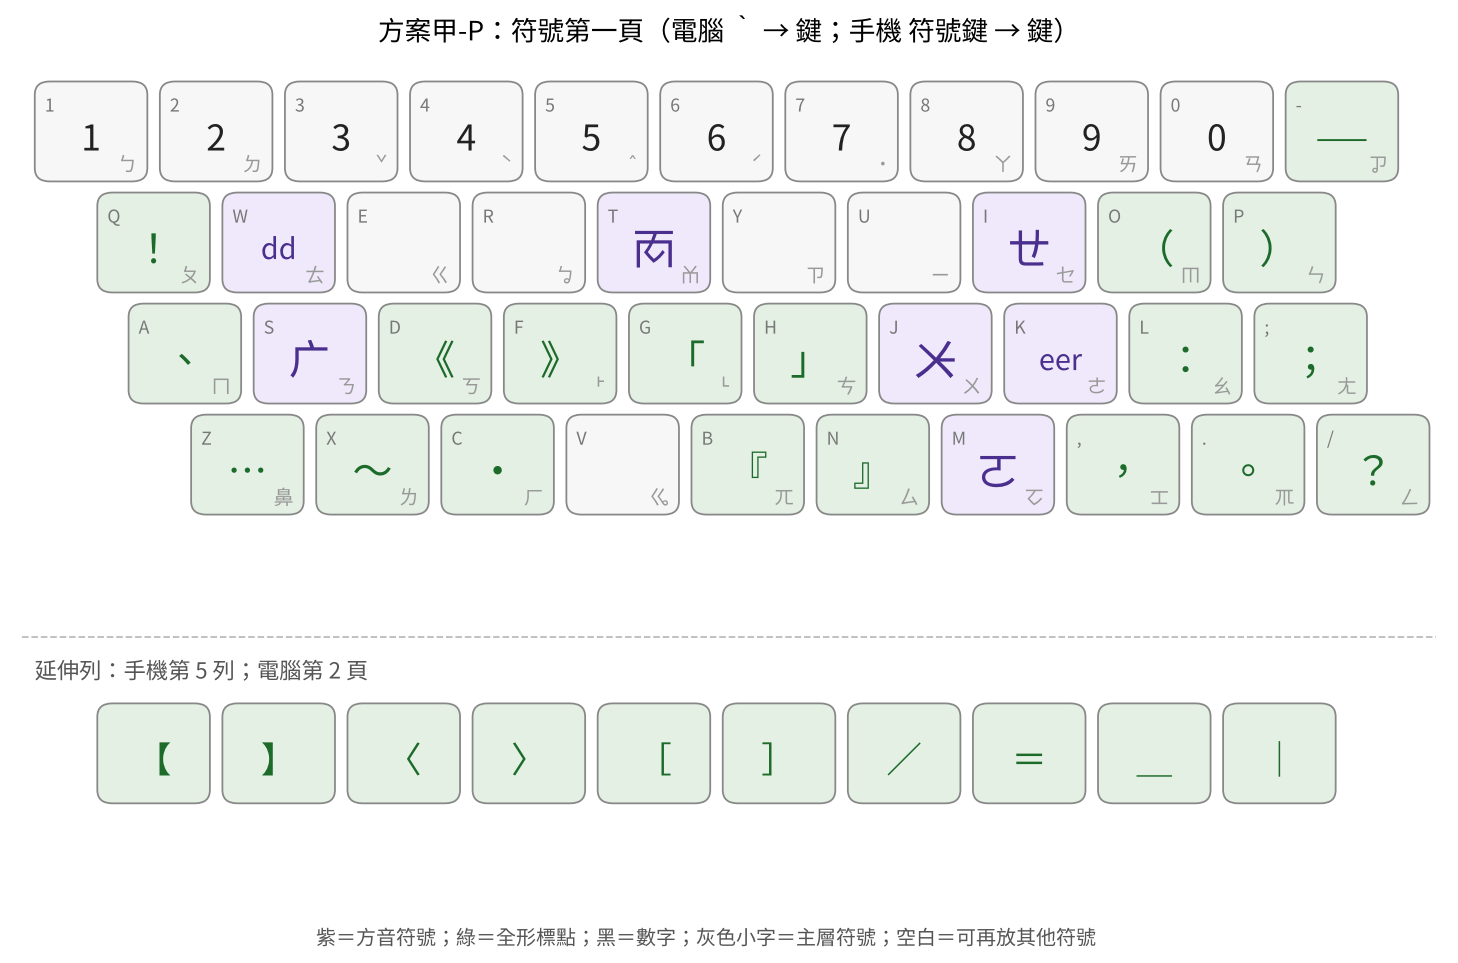 方案甲-P：符號第一頁（電腦 ` → 鍵；手機 符號鍵 → 鍵）
1 1 ㄅ 2 2 ㄉ 3 3 ˇ 4 4 ˋ 5 5 ˆ 6 6 ˊ 7 7 · 8 8 ㄚ 9 9 ㄞ 0 0 ㄢ - — ㆡ
Q ！ ㄆ W dd ㄊ E ㄍ R ㆠ T Y ㄗ U ㄧ I せ セ O （ ㄇ P ） ㄣ
A 、 ㄇ S 广 ㄋ D 《 ㄎ F 》 G 「 H 」 ㄘ J ㄨ K eer ㄜ L ： ㄠ ; ； ㄤ
Z … 鼻 X ～ ㄌ C ・ ㄏ V ㆣ B 『 ㄫ N 』 ㄙ M , ， ㆲ . 。 / ？ ㄥ
延伸列：手機第 5 列；電腦第 2 頁
【 】 〈 〉 [ ] ／ ＝ ＿ ｜
紫＝方音符號；綠＝全形標點；黑＝數字；灰色小字＝主層符號；空白＝可再放其他符號